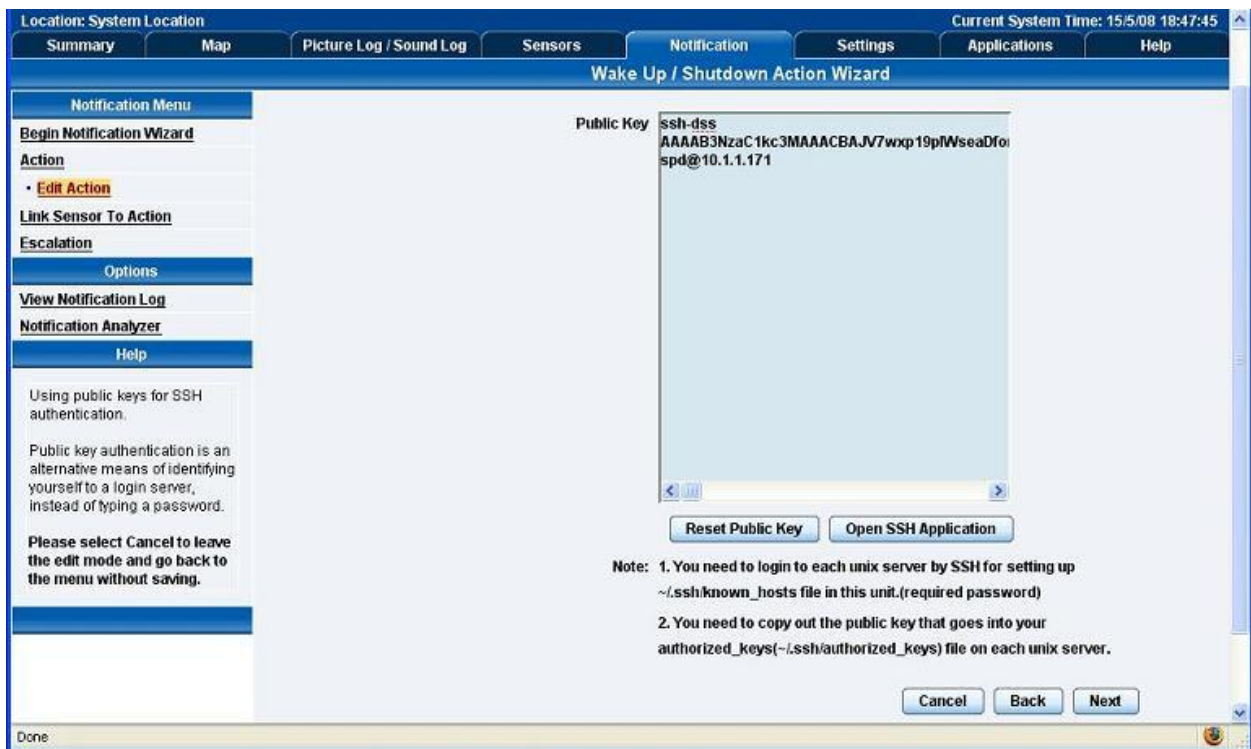 Location: System Location
Current System Time: 15/5/08 18:47:45
Summary Map Picture Log / Sound Log Sensors Notification Settings Applications Help
Wake Up / Shutdown Action Wizard
Notification Menu
Begin Notification Wizard
Action
• Edit Action
Link Sensor To Action
Escalation
Options
View Notification Log
Notification Analyzer
Help
Using public keys for SSH
authentication.
Public key authentication is an
alternative means of identifying
yourself to a login server,
instead of typing a password.
Please select Cancel to leave
the edit mode and go back to
the menu without saving.
Public Key
ssh-dss
AAAAB3NzaC1kc3MAAACBAJV7wxp19plWseaDfo
spd@10.1.1.171
Reset Public Key Open SSH Application
Note: 1. You need to login to each unix server by SSH for setting up
~/.ssh/known_hosts file in this unit.(required password)
2. You need to copy out the public key that goes into your
authorized_keys(~/.ssh/authorized_keys) file on each unix server.
Cancel Back Next
Done